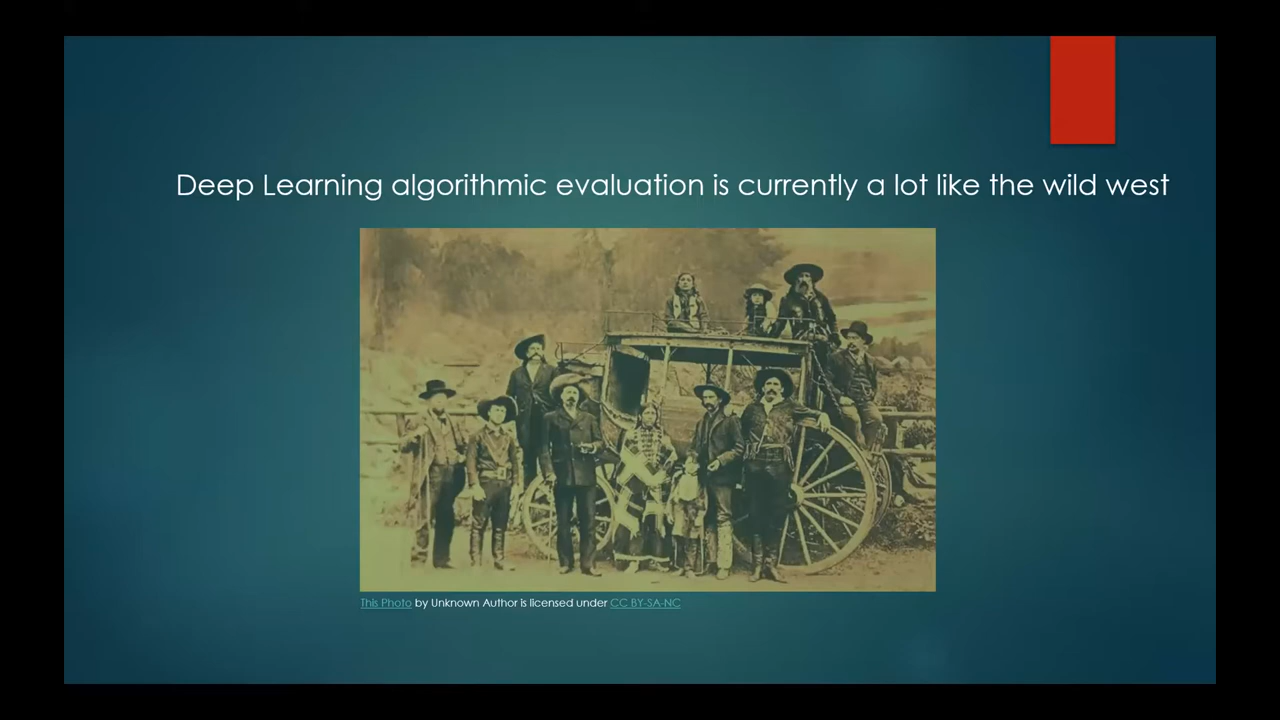 Deep Learning algorithmic evaluation is currently a lot like the wild west
This Photo by Unknown Author is licensed under CC BY-SA-NC